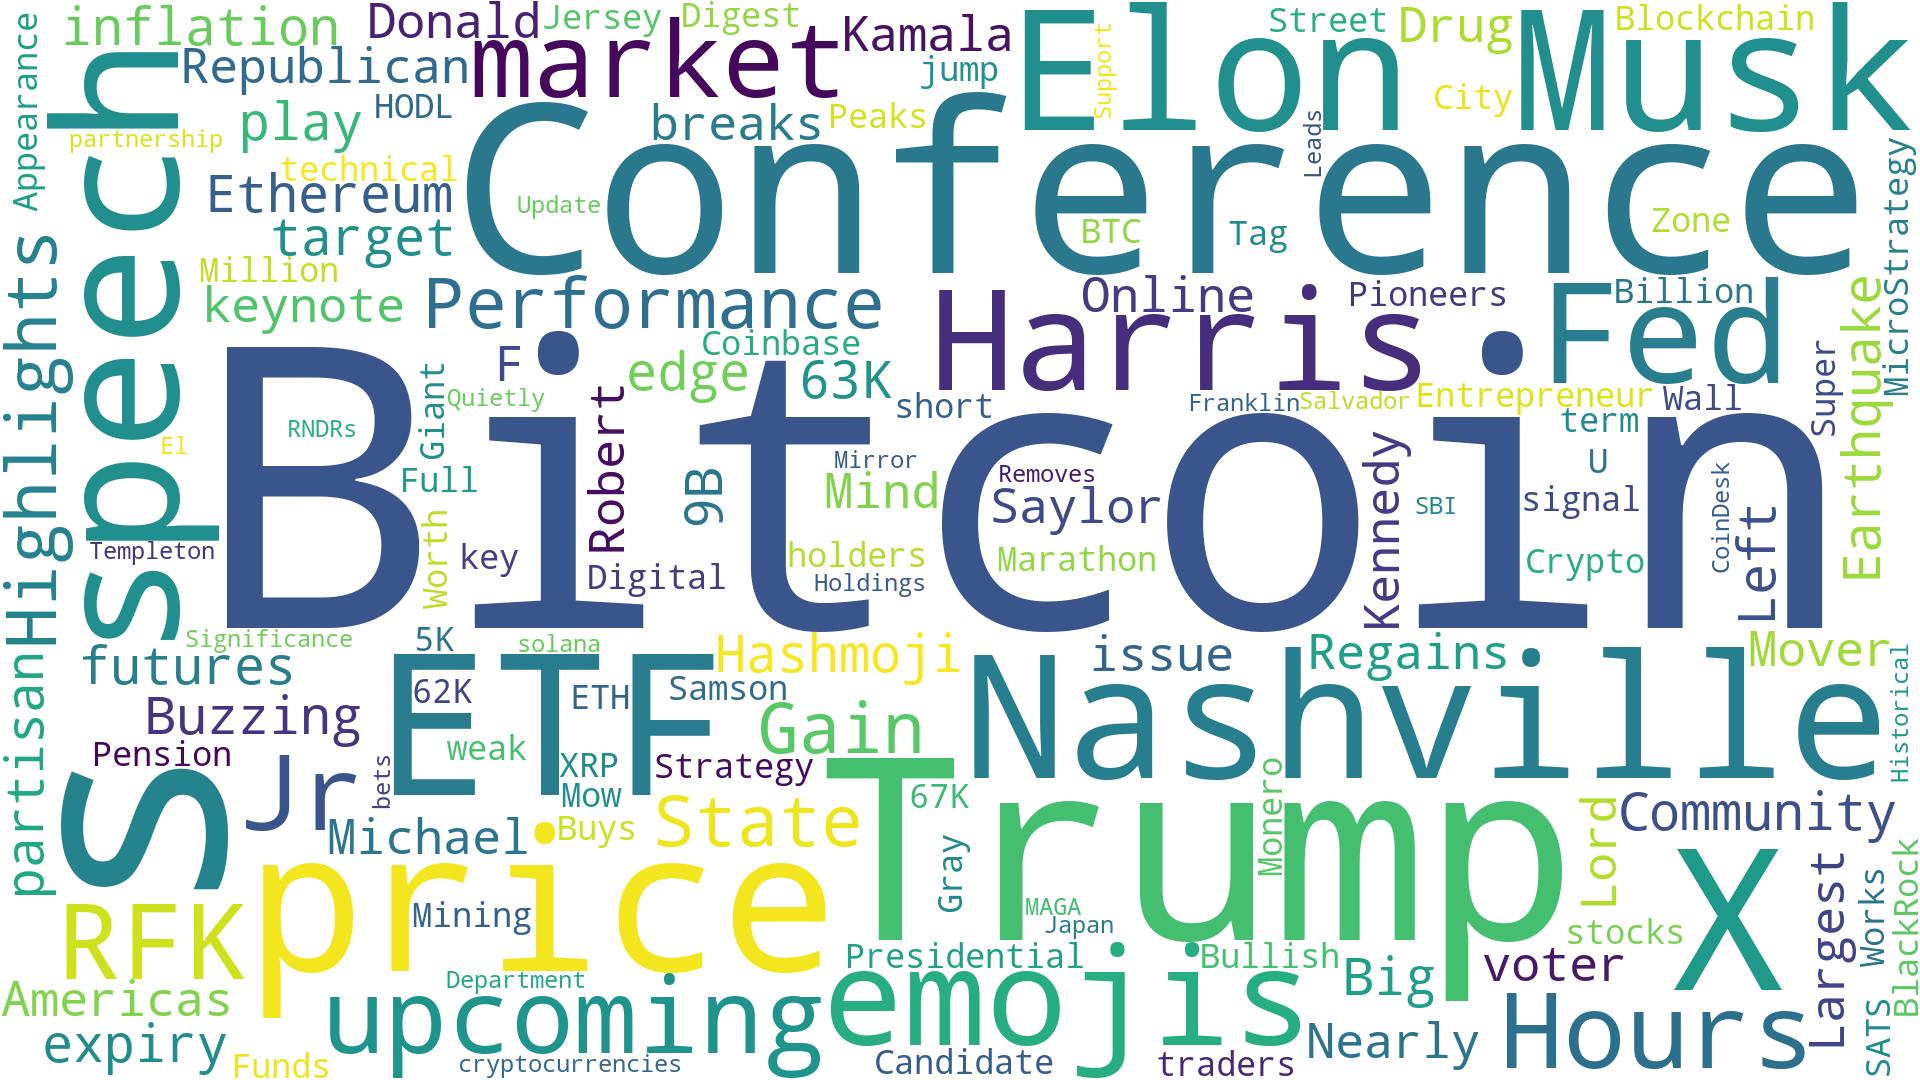 Appearance
inflation
Donald
Jersey
Digest
Kamala
Elon Musk
Street
Drug
Blockchain
speech
Republican
market
jump
Support
City
HODL
play
breaks
Peaks
Conference
Leads
partnership
technical
Ethereum
Update
BTC
Tag
Zone
MicroStrategy
target
Highlights
Million
keynote
Performance
Harris
Online
Pioneers
Fed
Billion
Earthquake
Bitcoin
F
Coinbase
edge
63K
short
Franklin
Salvador
Entrepreneur
Wall
Super
Giant
Quietly
Robert
RNDRs
term
El
Full
9B
Mirror
Mind
Removes
Saylor
Kennedy
SBI
U
signal
CoinDesk
Left
Templeton
Worth
key
Digital
holders
Holdings
Marathon
Crypto
Significance
5K
solana
partisan
futures
Hashmoji
Nashville
issue
Regains
Mover
Historical
ETF
62K
ETH
Samson
Buzzing
Gain
Pension
weak
XRP
Strategy
S
Jr
bets
Mow
Trump
67K
Monero
Michael
Buys
State
Lord
Community
price
Gray
X
Largest
BlackRock
Works
RFK
Mining
MAGA
Japan
stocks
Americas
Department
Presidential
Bullish
Big
voter
upcoming
emojis
Hours
SATS
expiry
Funds
cryptocurrencies
Candidate
traders
Nearly